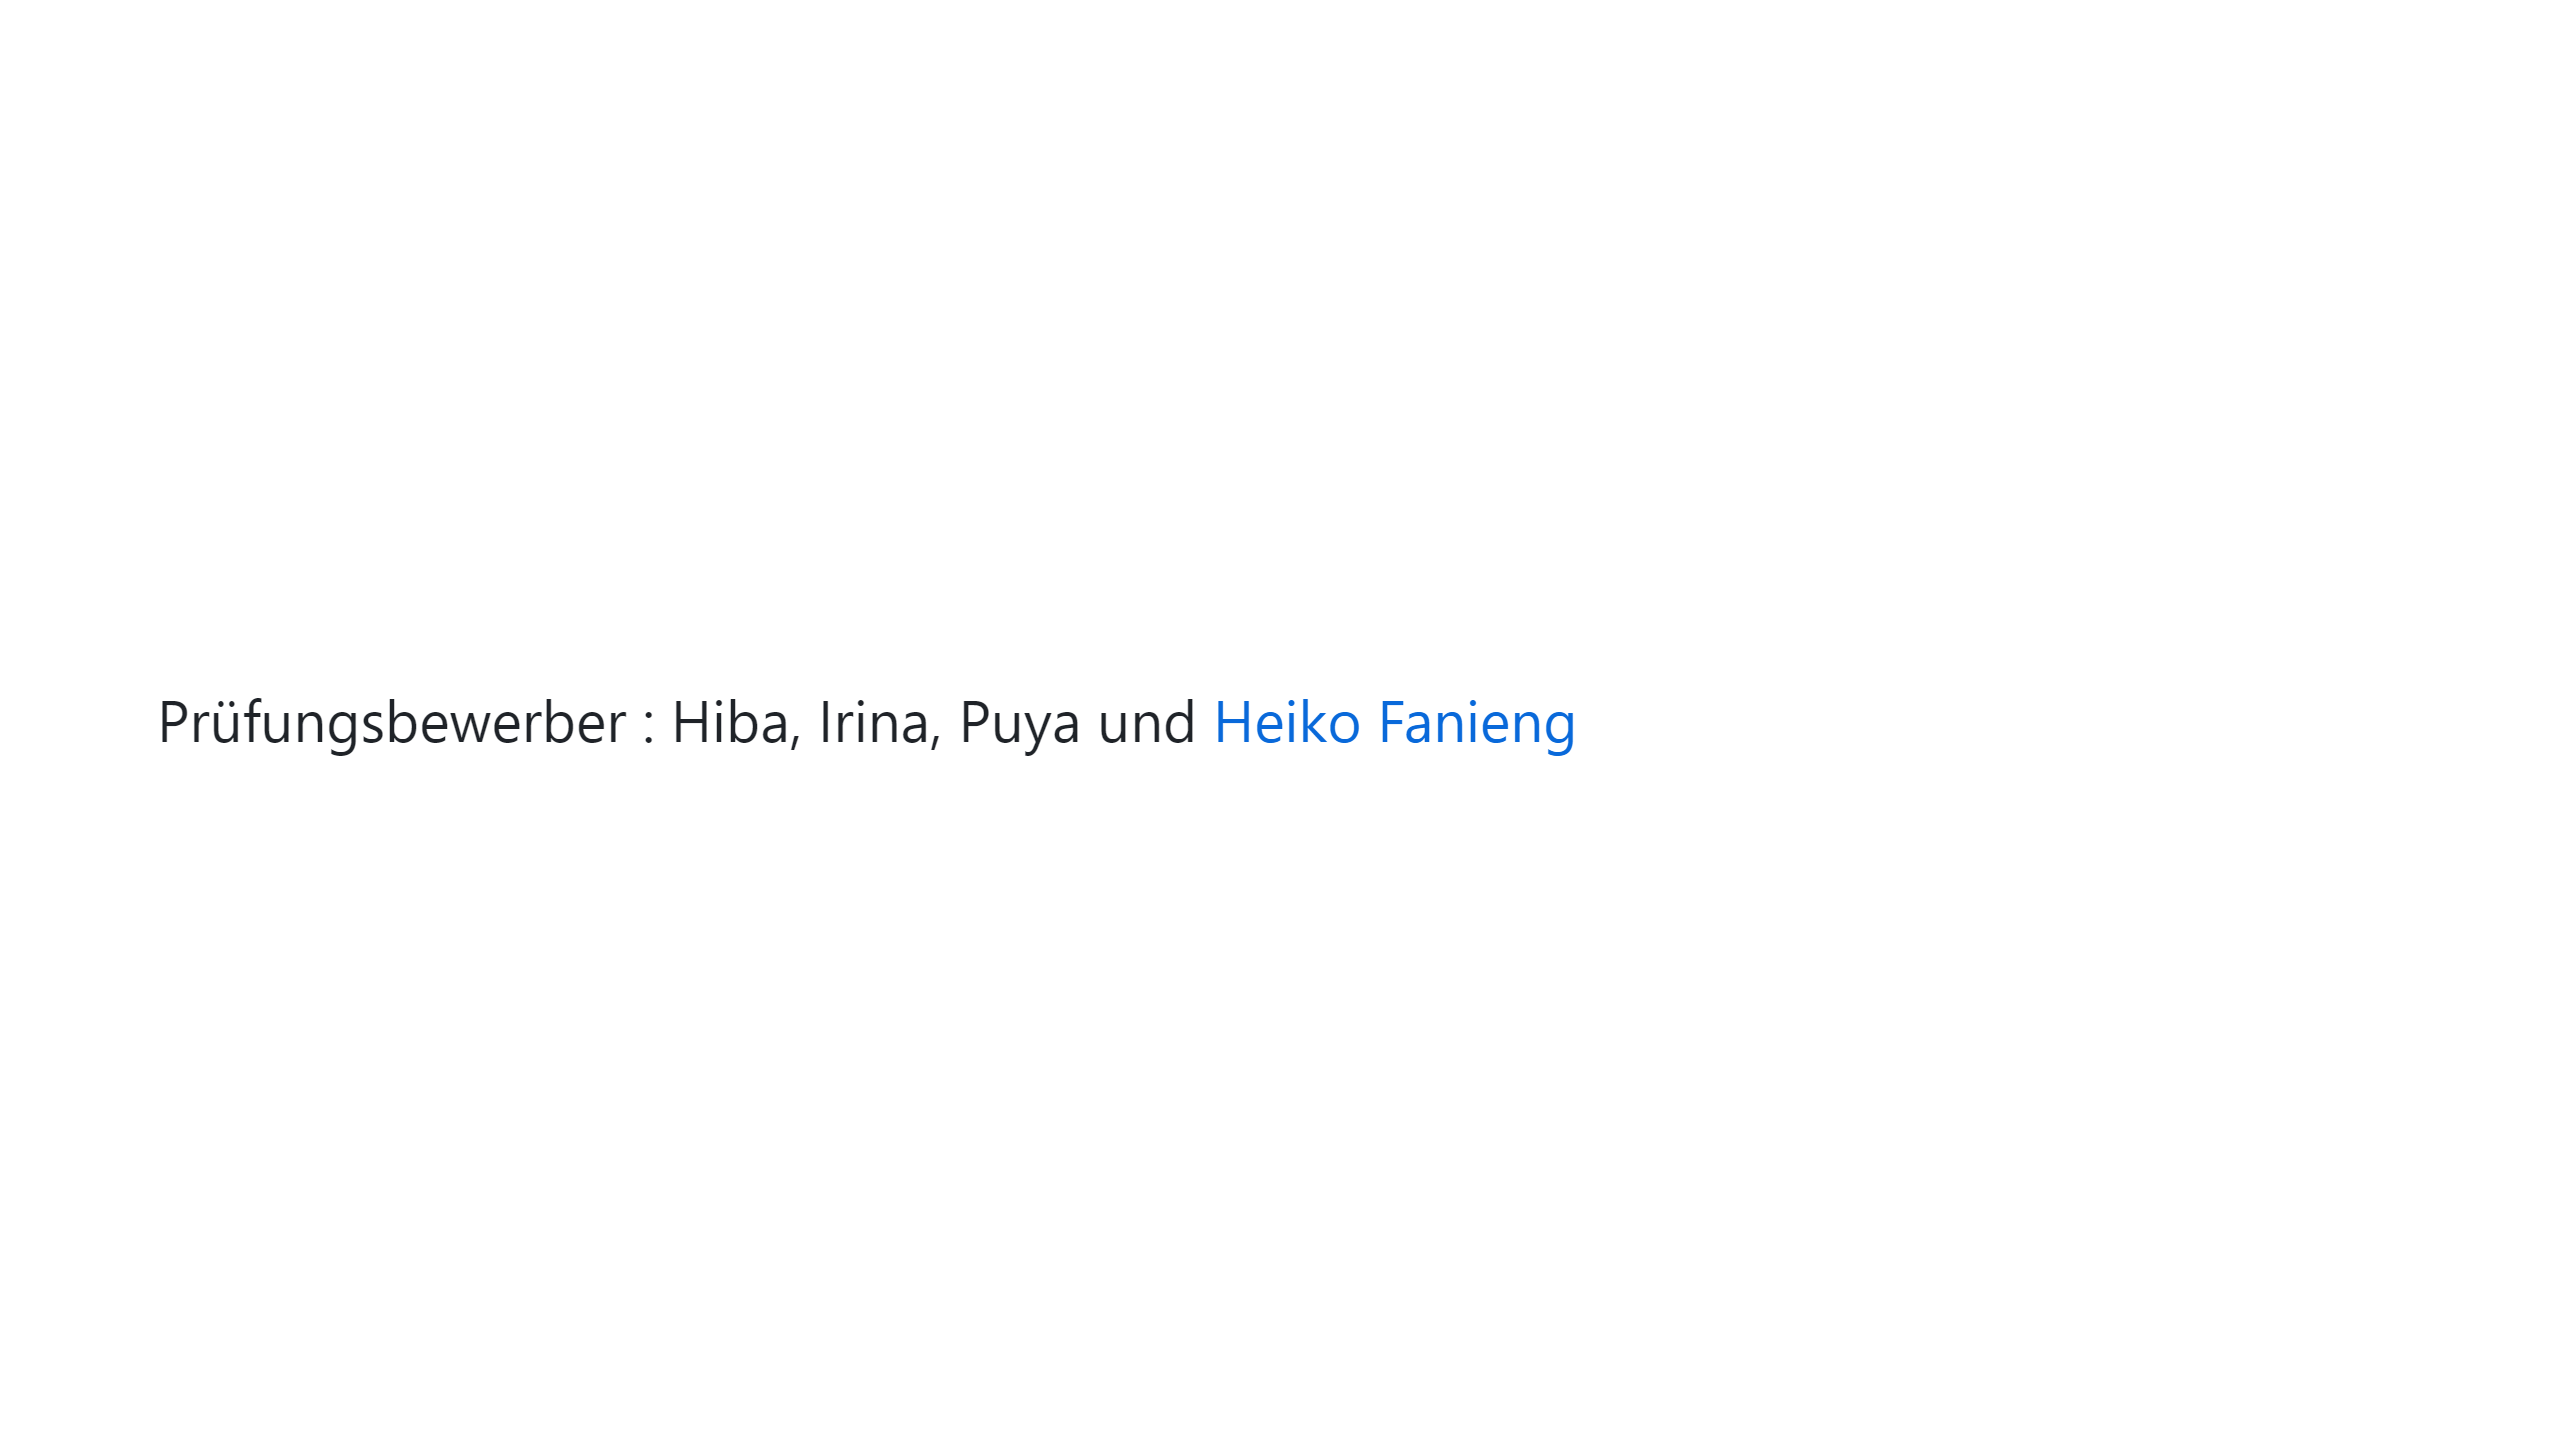 Prüfungsbewerber : Hiba, Irina, Puya und Heiko Fanieng